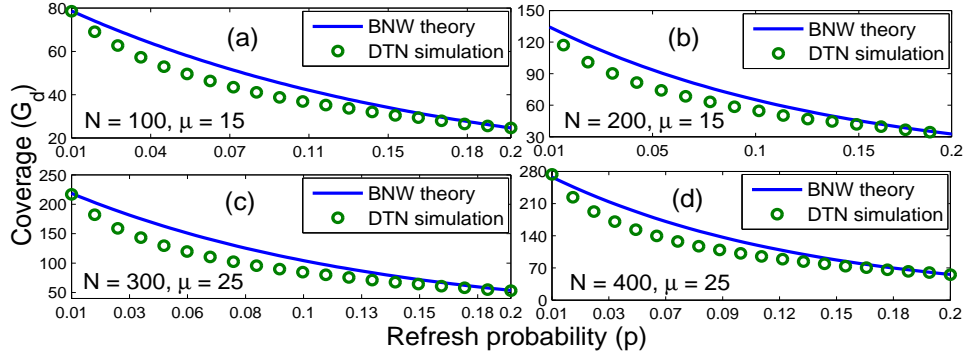 Coverage (G_d)
80
60
40
20
(a)
BNW theory
DTN simulation
N = 100, μ = 15
0.01 0.04 0.07 0.11 0.15 0.18 0.2
150
120
90
60
30
(b)
BNW theory
DTN simulation
N = 200, μ = 15
0.01 0.05 0.1 0.15 0.2
250
200
150
100
50
(c)
BNW theory
DTN simulation
N = 300, μ = 25
0.01 0.03 0.06 0.08 0.1 0.13 0.15 0.18 0.2
280
210
140
70
0
(d)
BNW theory
DTN simulation
N = 400, μ = 25
0.01 0.03 0.06 0.09 0.12 0.15 0.18 0.2
Refresh probability (p)